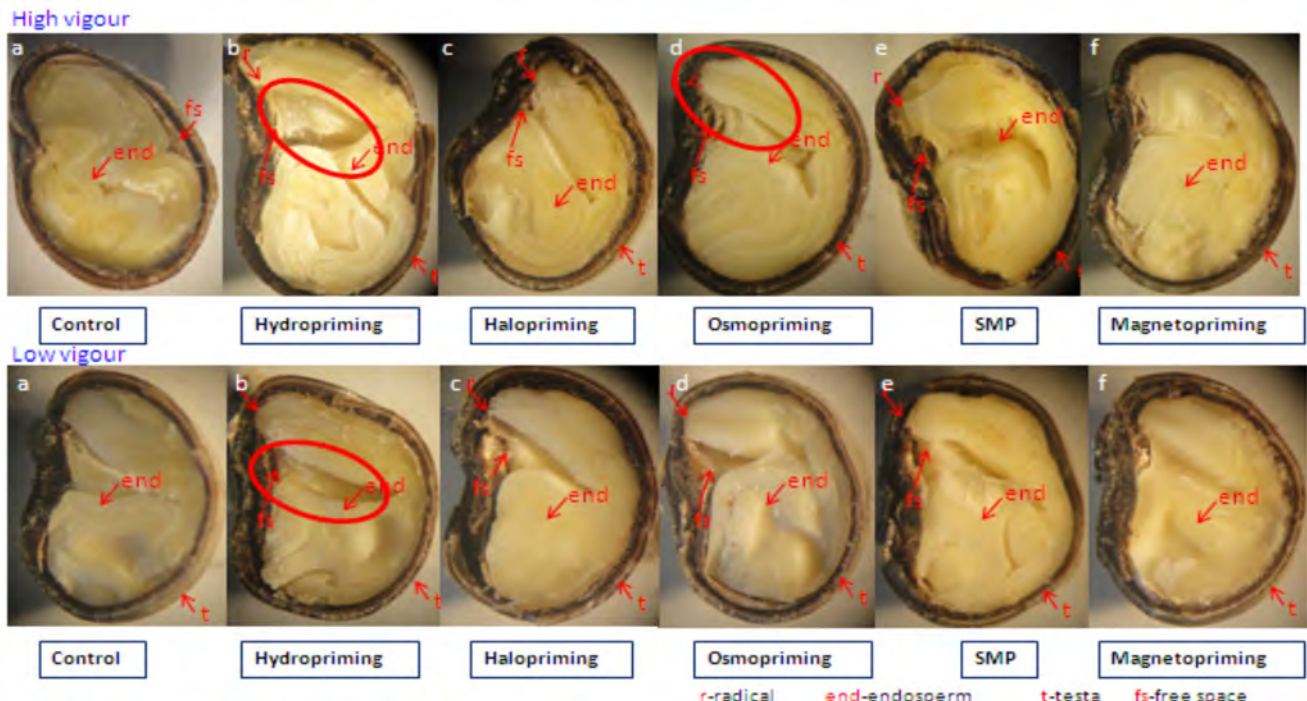 High vigour
a b c d e f
r r r
fs end fs end fs end fs end fs end end
t t t t
Control Hydropriming Halopriming Osmopriming SMP Magnetopriming
Low vigour
a b c d e f
r r r r
end fs end fs end fs end fs end end
t t t t t
Control Hydropriming Halopriming Osmopriming SMP Magnetopriming
r-radical end-endosperm t-testa fs-free space